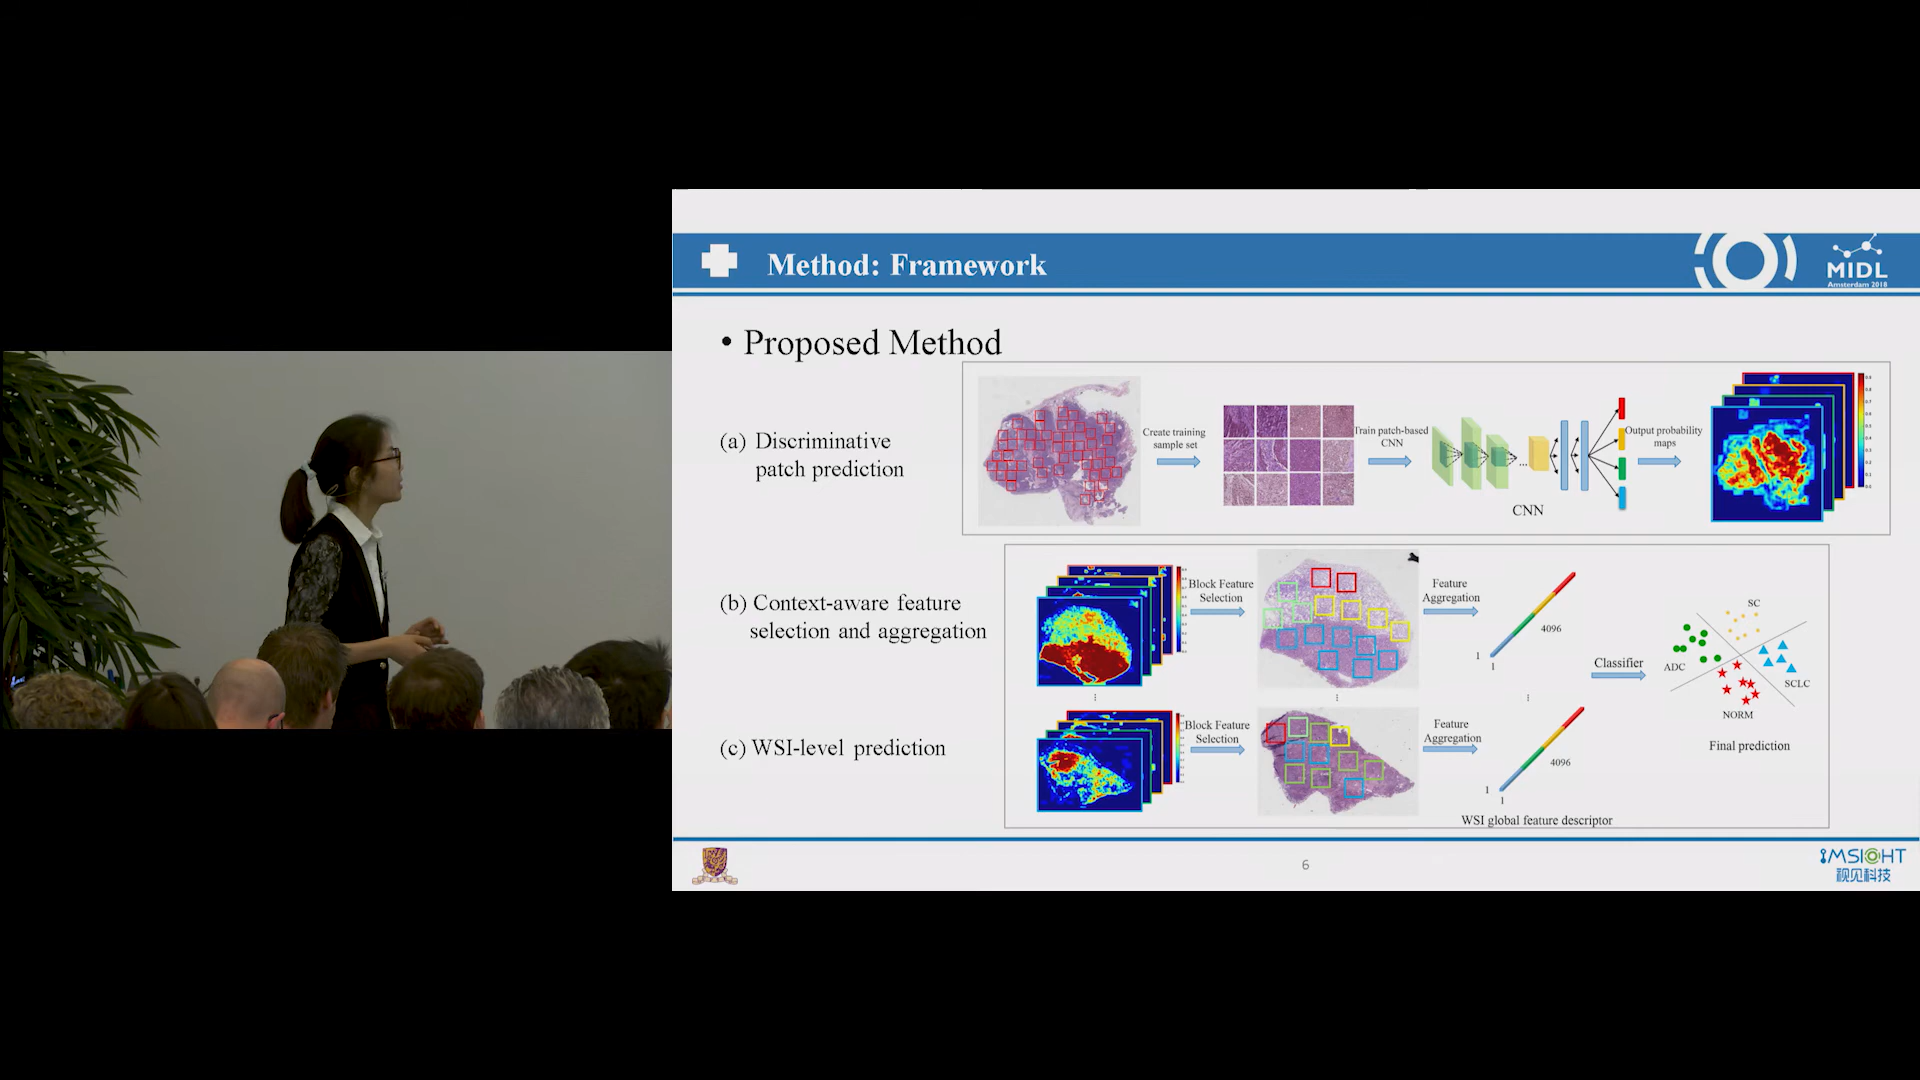 Method: Framework
MIDL
Amsterdam 2018
• Proposed Method
(a) Discriminative
patch prediction
Create training
sample set
Train patch-based
CNN
...
CNN
Output probability
maps
(b) Context-aware feature
selection and aggregation
Block Feature
Selection
Feature
Aggregation
4096
1
1
Classifier
SC
ADC
SCLC
NORM
Final prediction
(c) WSI-level prediction
Block Feature
Selection
Feature
Aggregation
4096
1
1
WSI global feature descriptor
6
iMSIGHT
视见科技